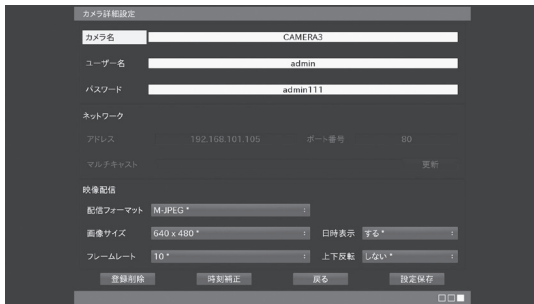 カメラ詳細設定
カメラ名 CAMERA3
ユーザー名 admin
パスワード admin111
ネットワーク
アドレス 192.168.101.105 ポート番号 80
マルチキャスト 更新
映像配信
配信フォーマット M-JPEG *
画像サイズ 640 x 480 * 日時表示 する *
フレームレート 10 * 上下反転 しない *
登録削除 時刻補正 戻る 設定保存